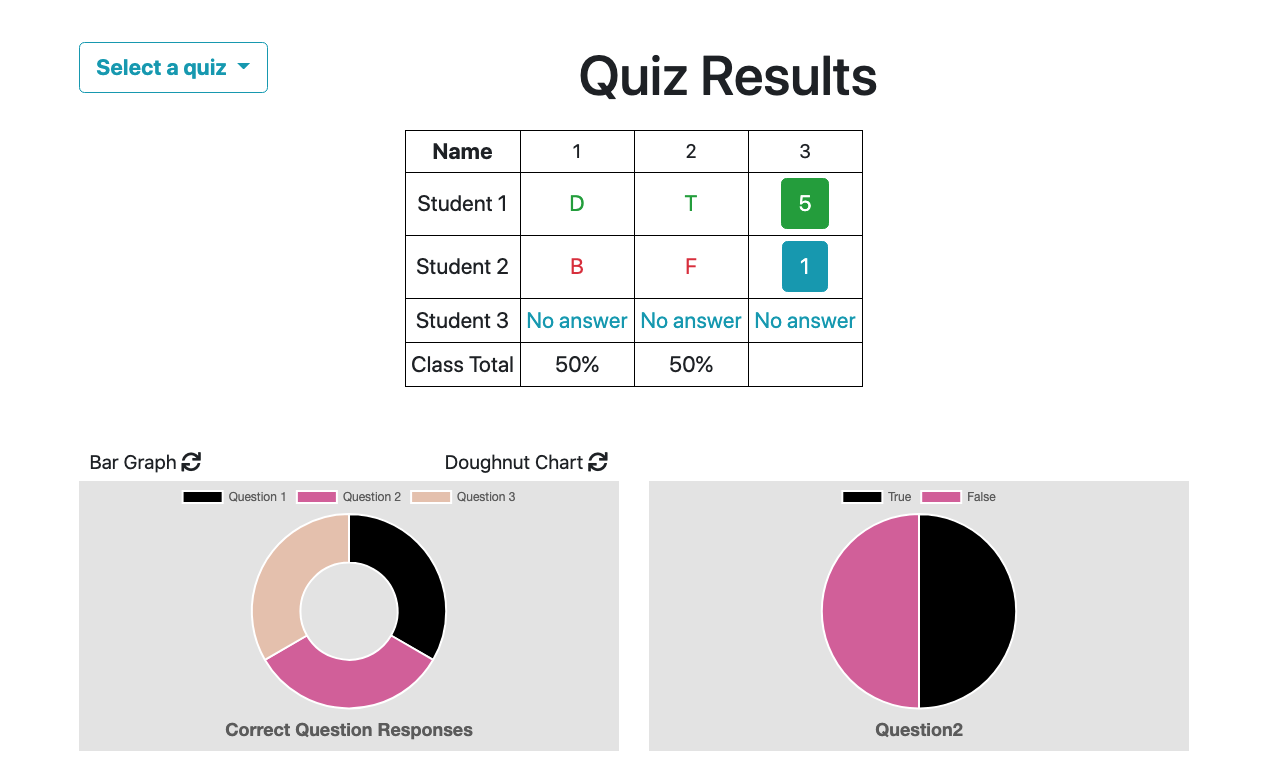 Select a quiz
Quiz Results
Name 1 2 3
Student 1 D T 5
Student 2 B F 1
Student 3 No answer No answer No answer
Class Total 50% 50%
Bar Graph Doughnut Chart
Question 1 Question 2 Question 3
True False
Correct Question Responses
Question2